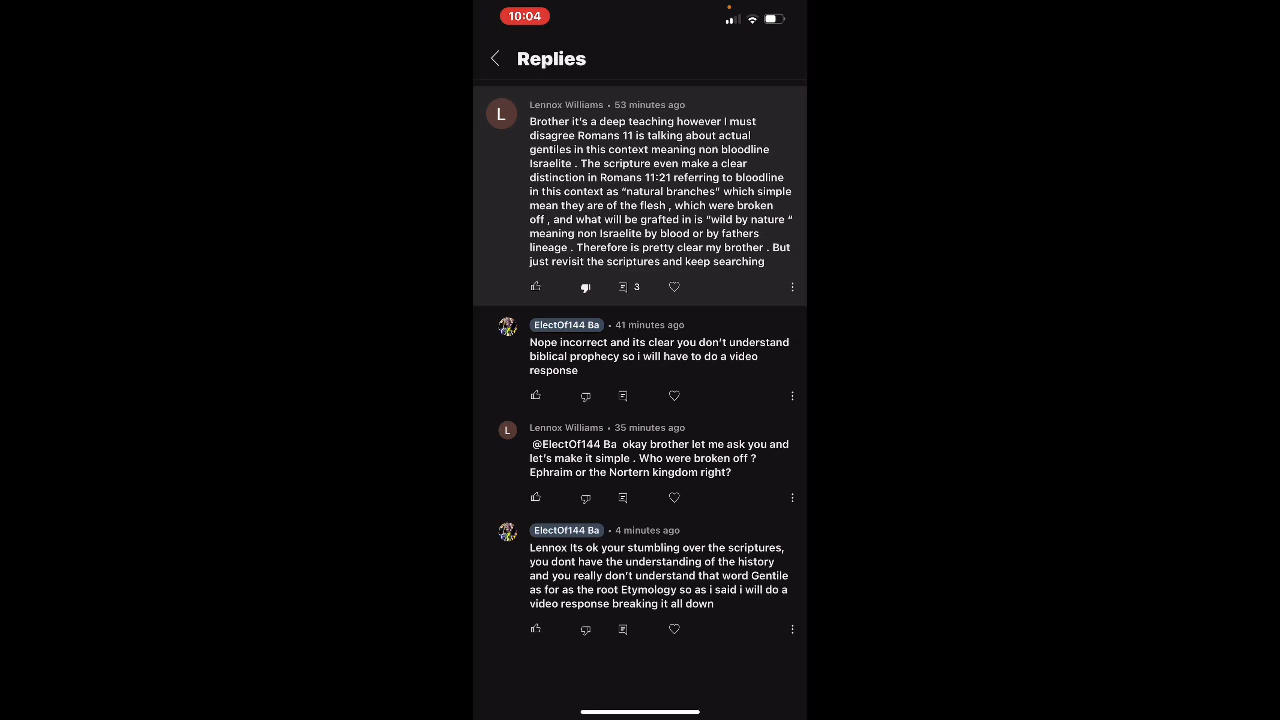 10:04
Replies
L
Lennox Williams • 53 minutes ago
Brother it's a deep teaching however I must
disagree Romans 11 is talking about actual
gentiles in this context meaning non bloodline
Israelite . The scripture even make a clear
distinction in Romans 11:21 referring to bloodline
in this context as “natural branches” which simple
mean they are of the flesh , which were broken
off , and what will be grafted in is “wild by nature “
meaning non Israelite by blood or by fathers
lineage . Therefore is pretty clear my brother . But
just revisit the scriptures and keep searching
3
ElectOf144 Ba • 41 minutes ago
Nope incorrect and its clear you don't understand
biblical prophecy so i will have to do a video
response
L
Lennox Williams • 35 minutes ago
@ElectOf144 Ba okay brother let me ask you and
let's make it simple . Who were broken off ?
Ephraim or the Nortern kingdom right?
ElectOf144 Ba • 4 minutes ago
Lennox Its ok your stumbling over the scriptures,
you dont have the understanding of the history
and you really don't understand that word Gentile
as for as the root Etymology so as i said i will do a
video response breaking it all down